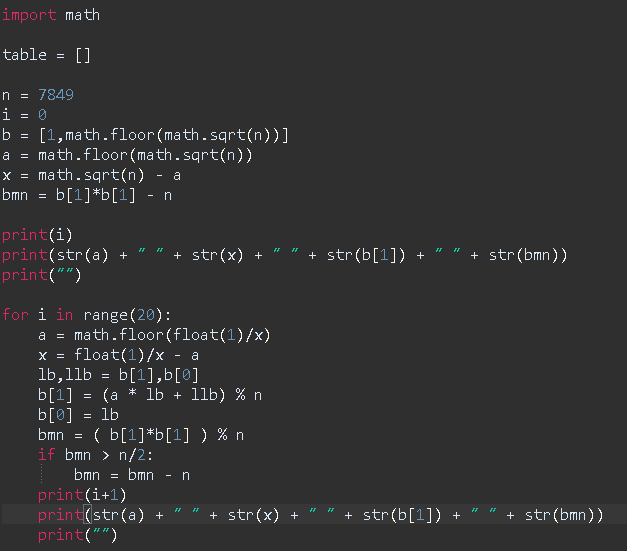 import math

table = []

n = 7849
i = 0
b = [1,math.floor(math.sqrt(n))]
a = math.floor(math.sqrt(n))
x = math.sqrt(n) - a
bmn = b[1]*b[1] - n

print(i)
print(str(a) + " " + str(x) + " " + str(b[1]) + " " + str(bmn))
print("")

for i in range(20):
    a = math.floor(float(1)/x)
    x = float(1)/x - a
    lb,llb = b[1],b[0]
    b[1] = (a * lb + llb) % n
    b[0] = lb
    bmn = ( b[1]*b[1] ) % n
    if bmn > n/2:
        bmn = bmn - n
    print(i+1)
    print(str(a) + " " + str(x) + " " + str(b[1]) + " " + str(bmn))
    print("")